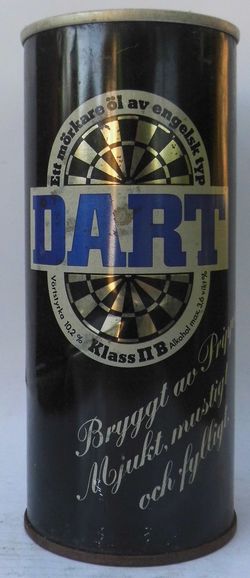 Ett mörkare öl av engelsk typ
DART
Vörtstyrka 10,2 %
Klass II B
Alkohol max. 3,6 vikt %
Bryggt av
Mjukt, mustigt
och fylligt.